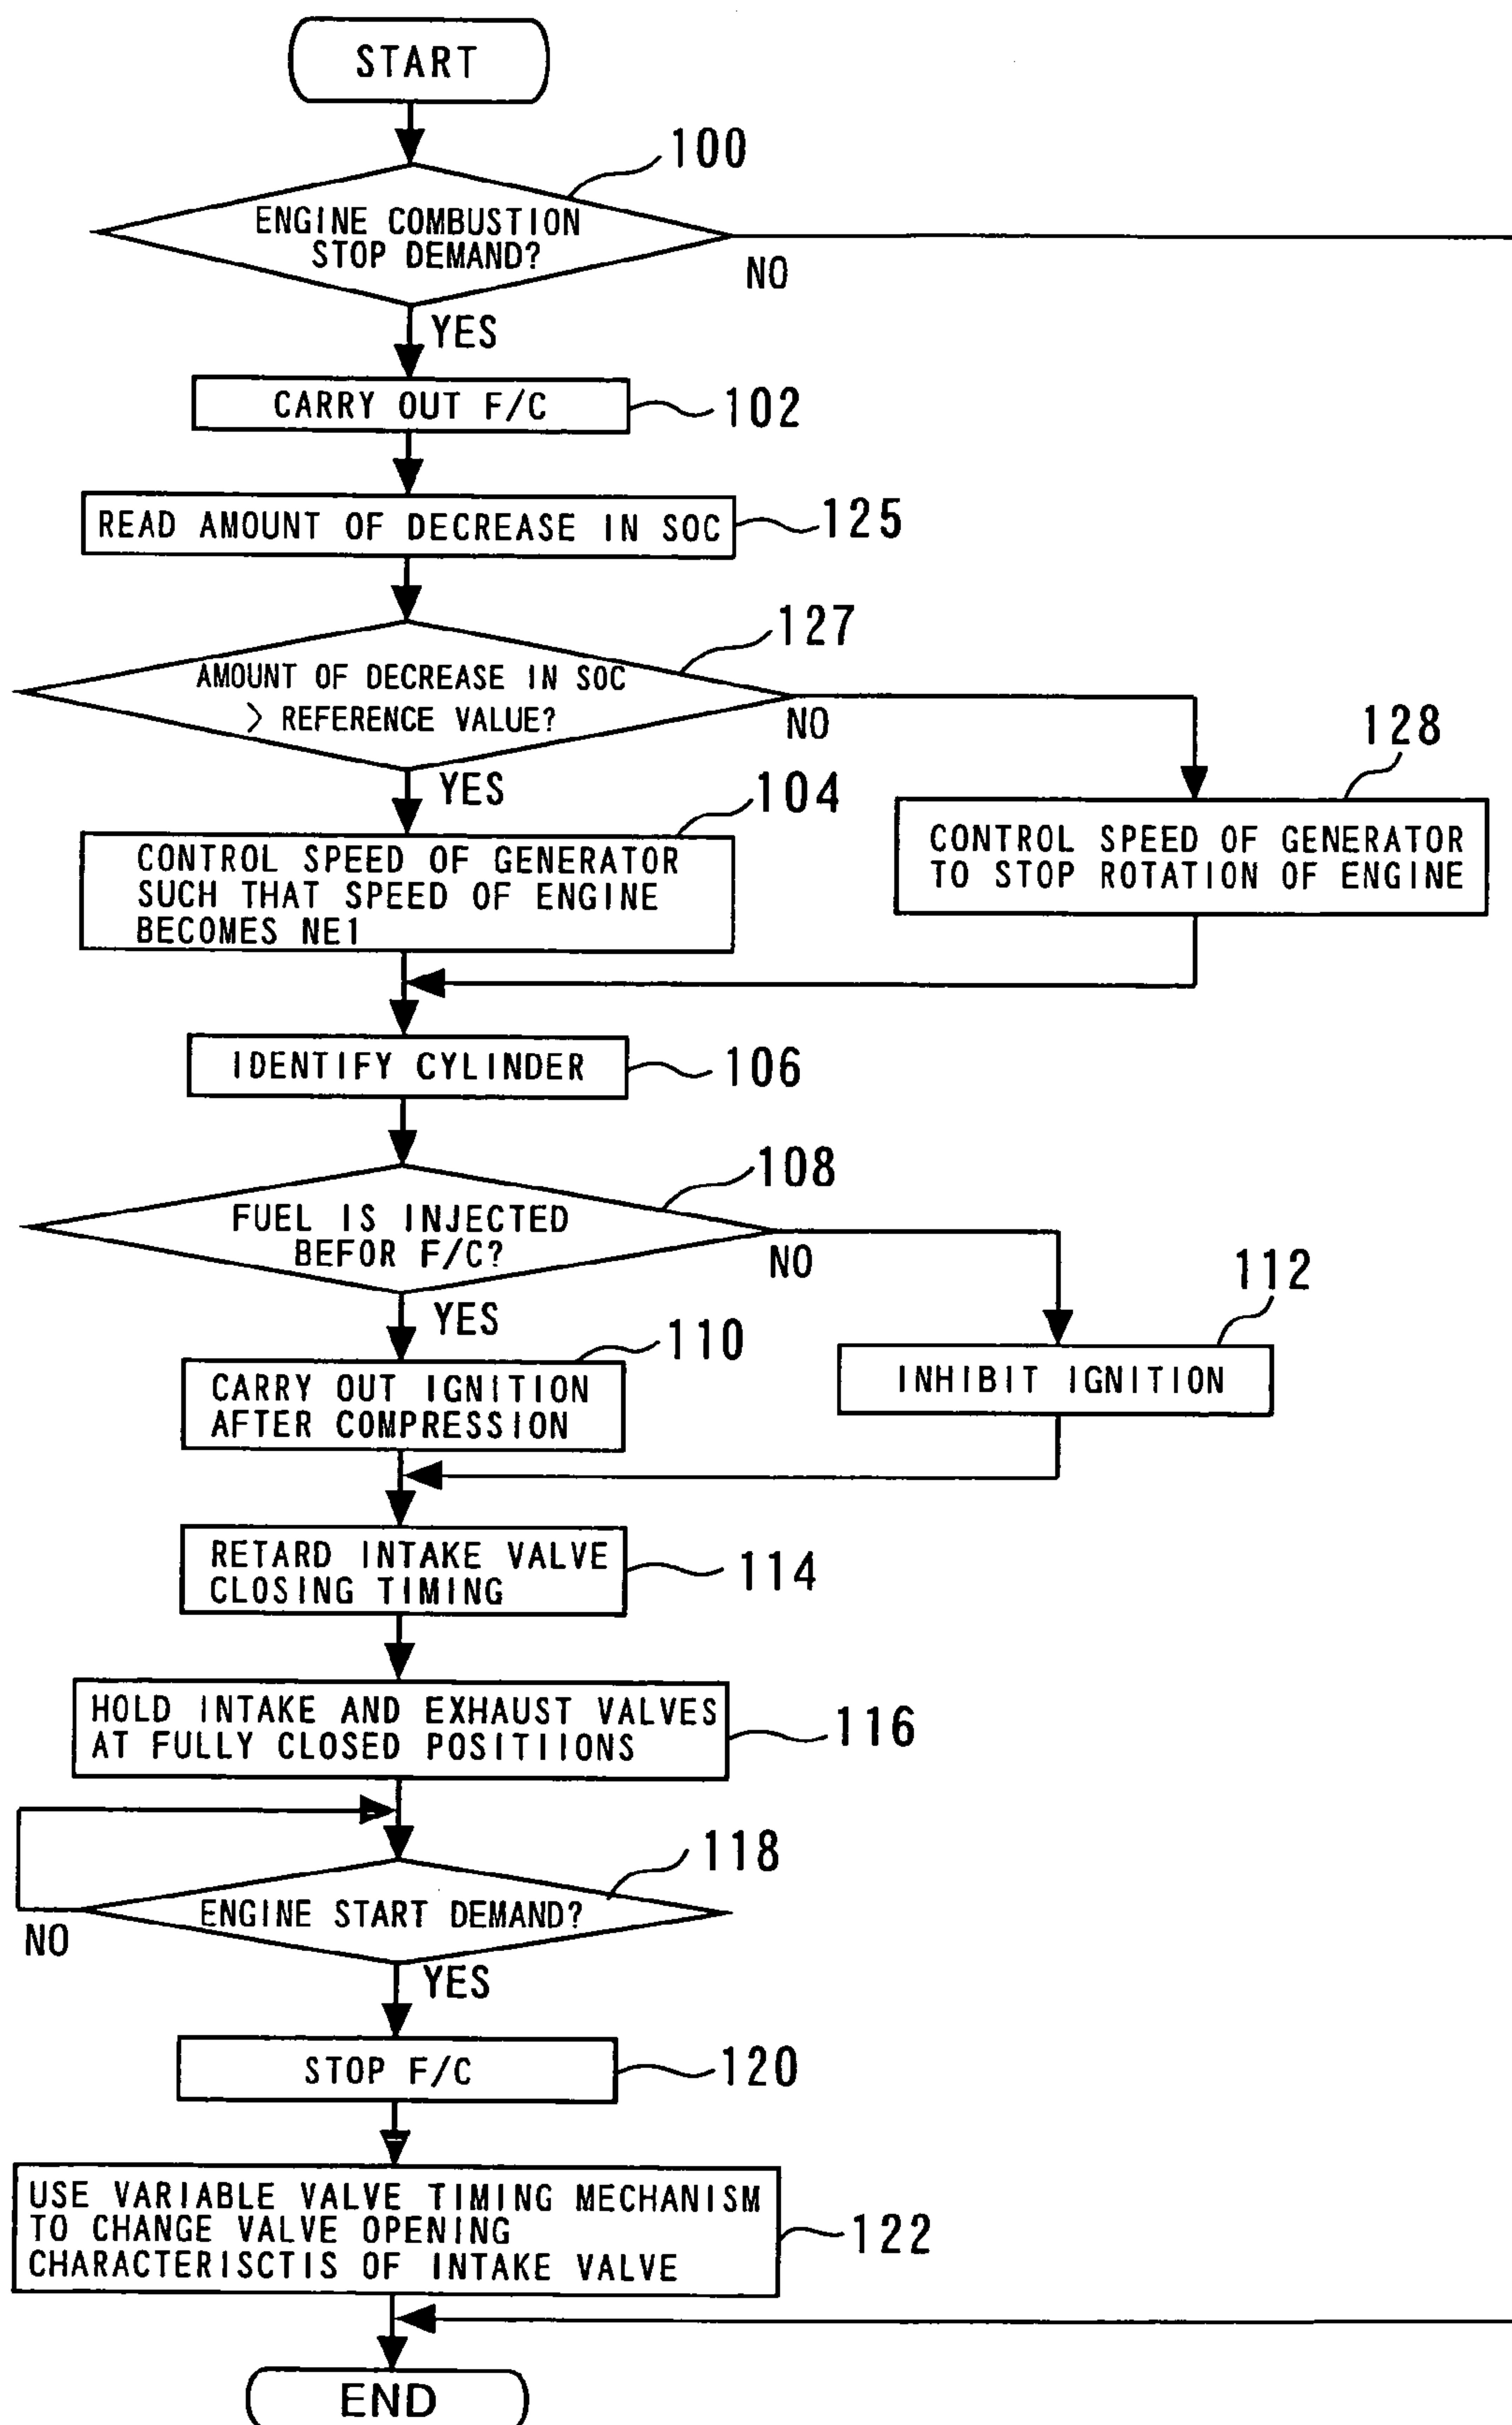 START
100
ENGINE COMBUSTION
STOP DEMAND?
NO
YES
CARRY OUT F/C
102
READ AMOUNT OF DECREASE IN SOC
125
127
AMOUNT OF DECREASE IN SOC
> REFERENCE VALUE?
NO
YES
104
CONTROL SPEED OF GENERATOR
SUCH THAT SPEED OF ENGINE
BECOMES NE1
128
CONTROL SPEED OF GENERATOR
TO STOP ROTATION OF ENGINE
IDENTIFY CYLINDER
106
108
FUEL IS INJECTED
BEFOR F/C?
NO
YES
110
CARRY OUT IGNITION
AFTER COMPRESSION
112
INHIBIT IGNITION
RETARD INTAKE VALVE
CLOSING TIMING
114
HOLD INTAKE AND EXHAUST VALVES
AT FULLY CLOSED POSITIIONS
116
118
ENGINE START DEMAND?
NO
YES
STOP F/C
120
USE VARIABLE VALVE TIMING MECHANISM
TO CHANGE VALVE OPENING
CHARACTERISCTIS OF INTAKE VALVE
122
END